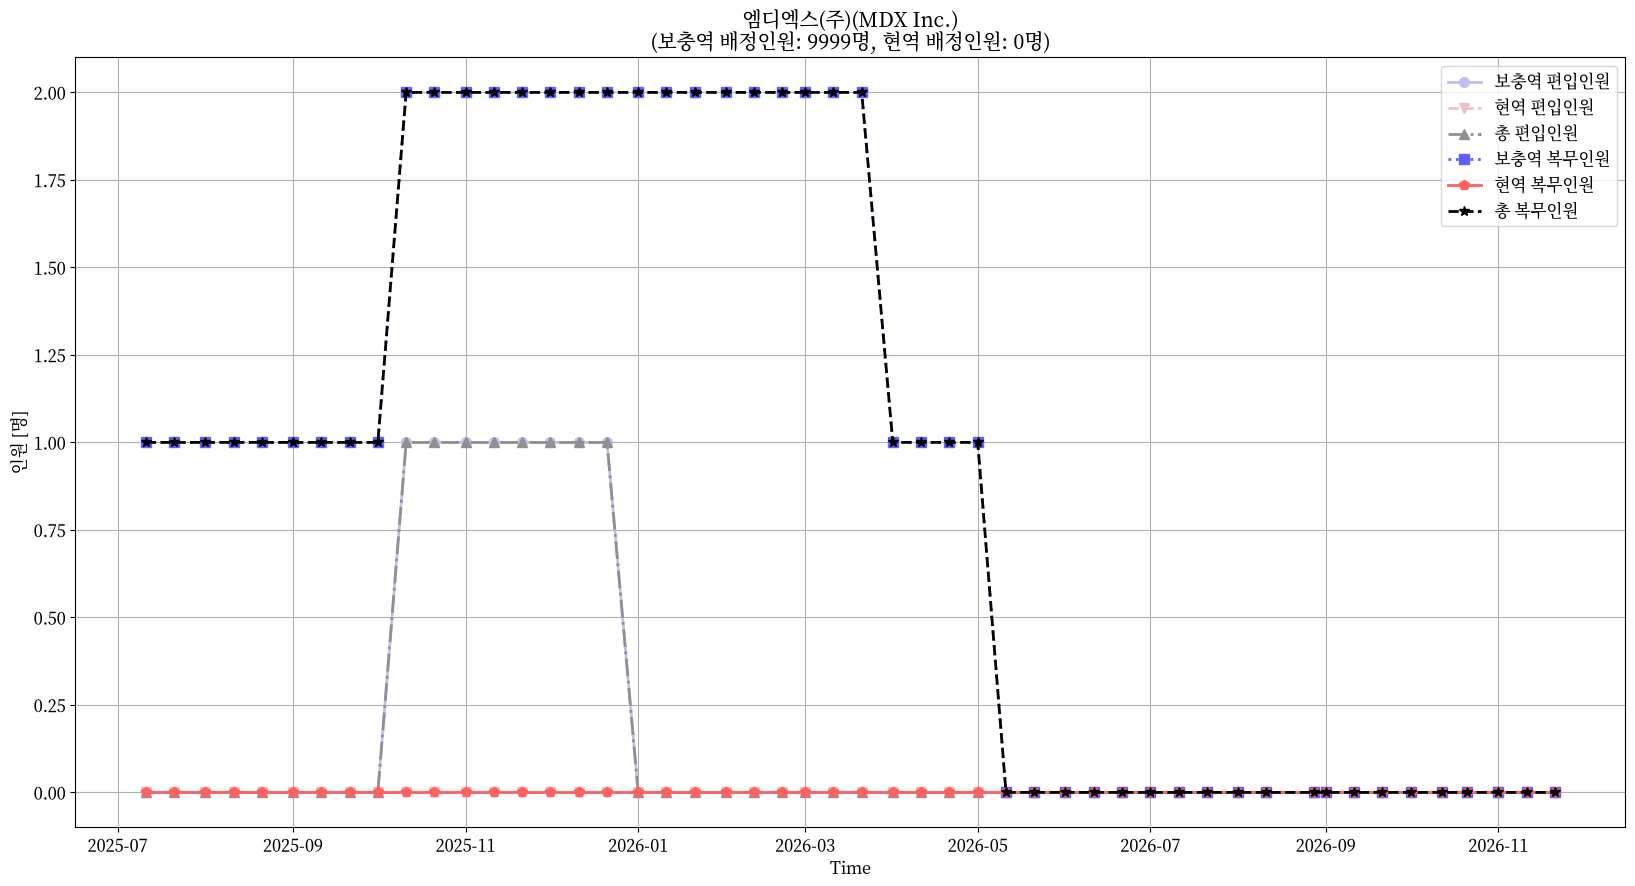 엠디엑스(주)(MDX Inc.)
(보충역 배정인원: 9999명, 현역 배정인원: 0명)
보충역 편입인원
현역 편입인원
총 편입인원
보충역 복무인원
현역 복무인원
총 복무인원
인원 [명]
2.00
1.75
1.50
1.25
1.00
0.75
0.50
0.25
0.00
2025-07 2025-09 2025-11 2026-01 2026-03 2026-05 2026-07 2026-09 2026-11
Time